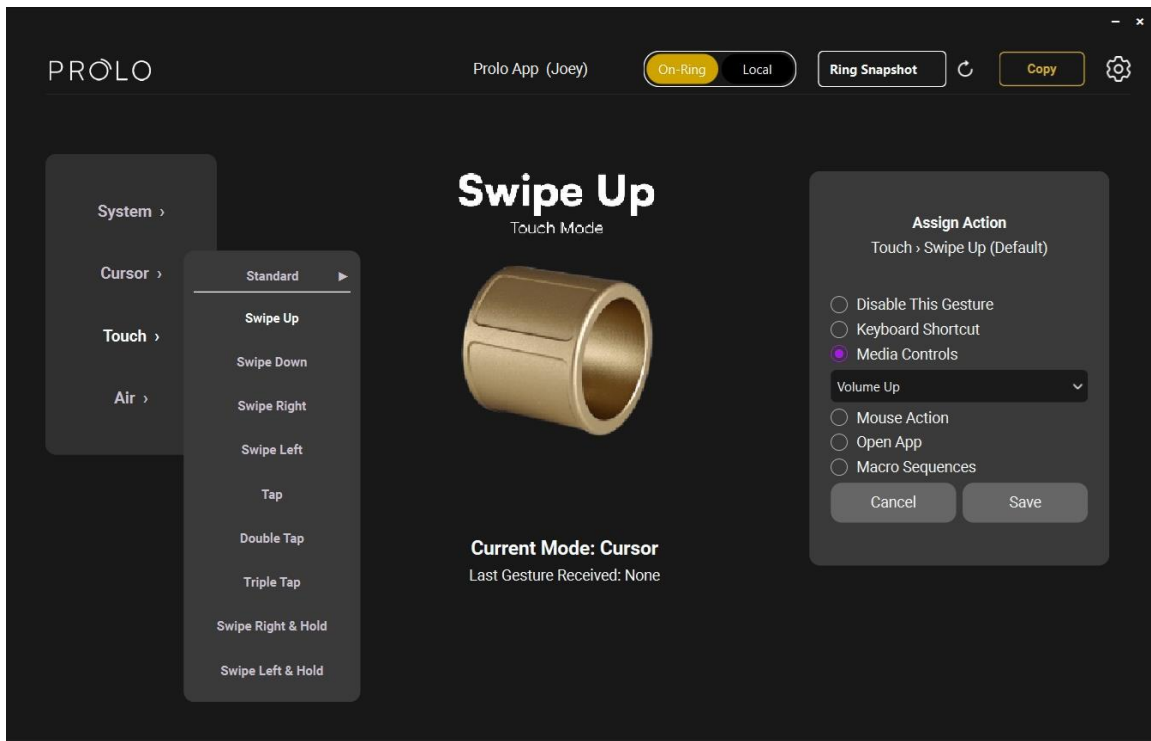 PROLO
Prolo App (Joey)
On-Ring
Local
Ring Snapshot
Copy
System ›
Cursor ›
Touch ›
Air ›
Standard ▶
Swipe Up
Swipe Down
Swipe Right
Swipe Left
Tap
Double Tap
Triple Tap
Swipe Right & Hold
Swipe Left & Hold
Swipe Up
Touch Mode
Current Mode: Cursor
Last Gesture Received: None
Assign Action
Touch › Swipe Up (Default)
Disable This Gesture
Keyboard Shortcut
Media Controls
Volume Up
Mouse Action
Open App
Macro Sequences
Cancel
Save